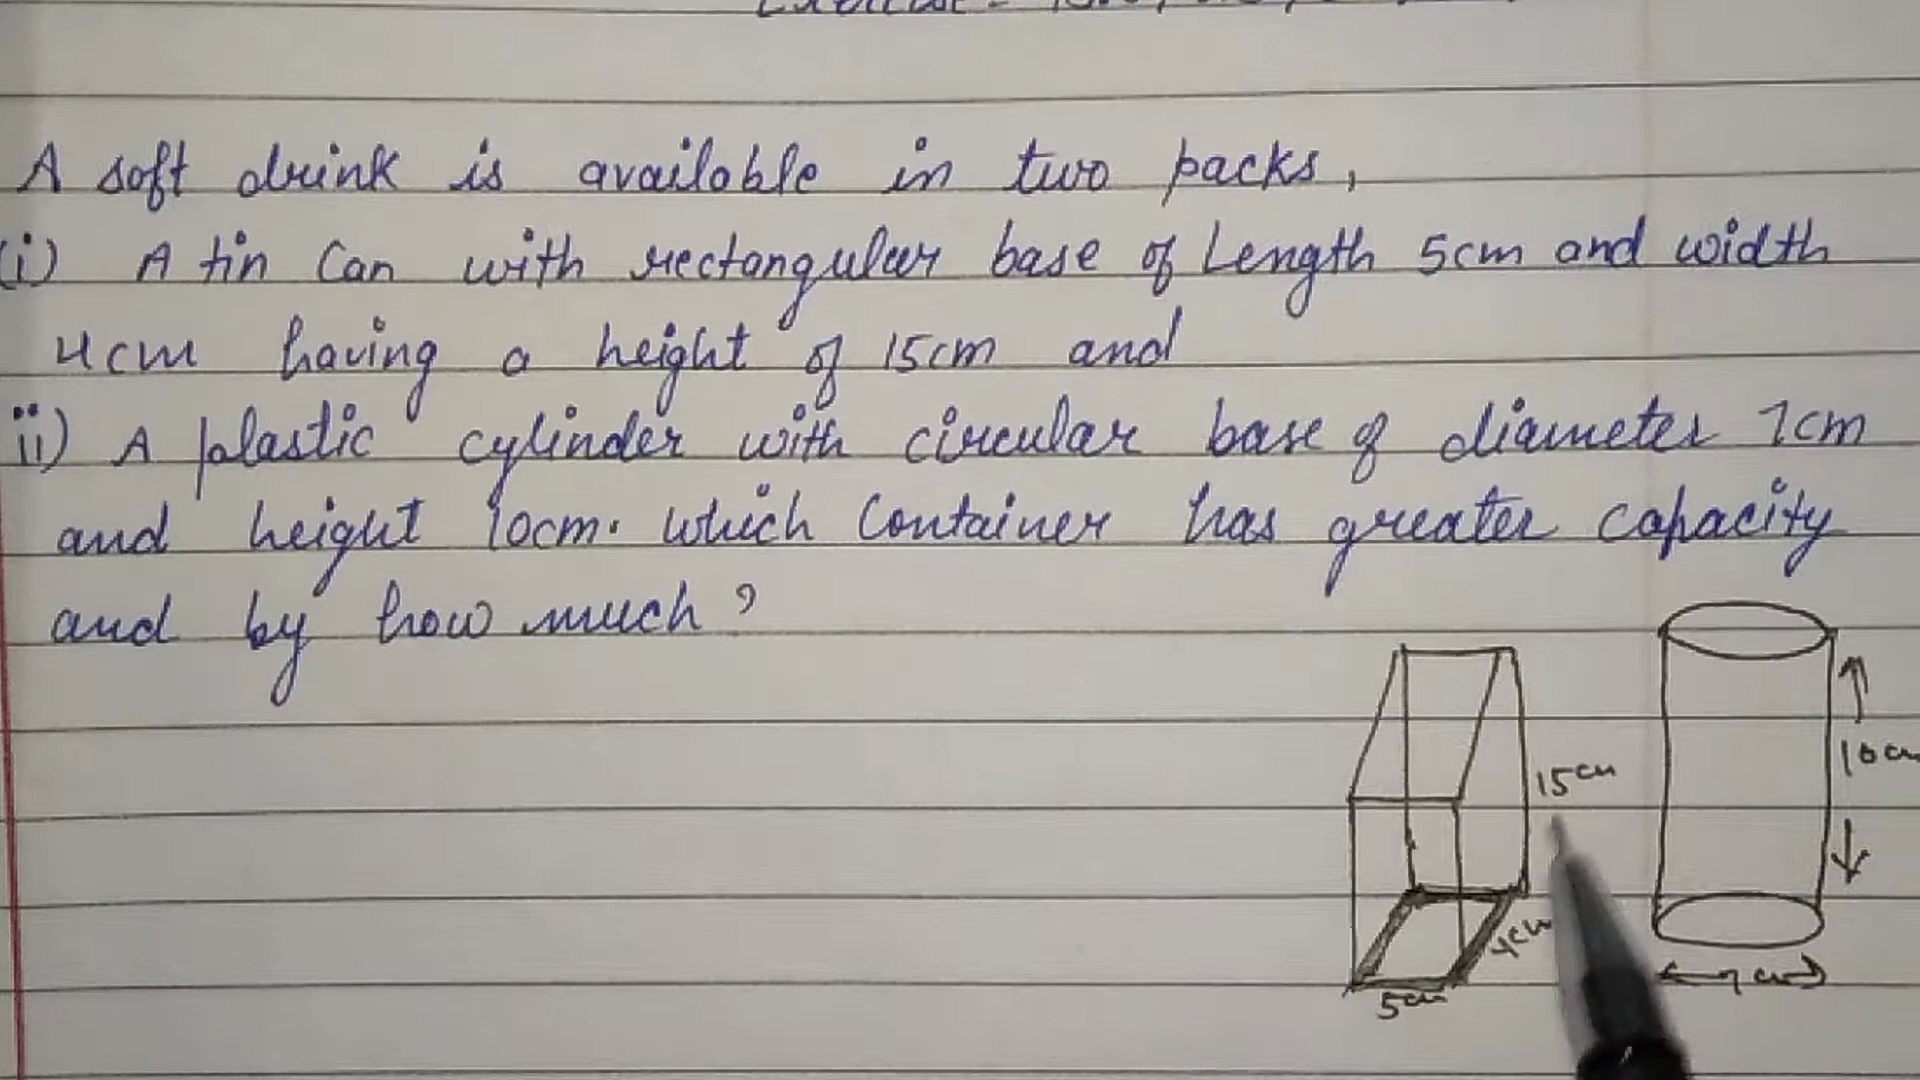 A soft drink is available in two packs,
(i) A tin Can with rectangular base of Length 5cm and width
4cm having a height of 15cm and
ii) A plastic cylinder with circular base of diameter 7cm
and height 10cm. which Container has greater capacity
and by how much?
15cm
10cm
4cm
7cm
5cm